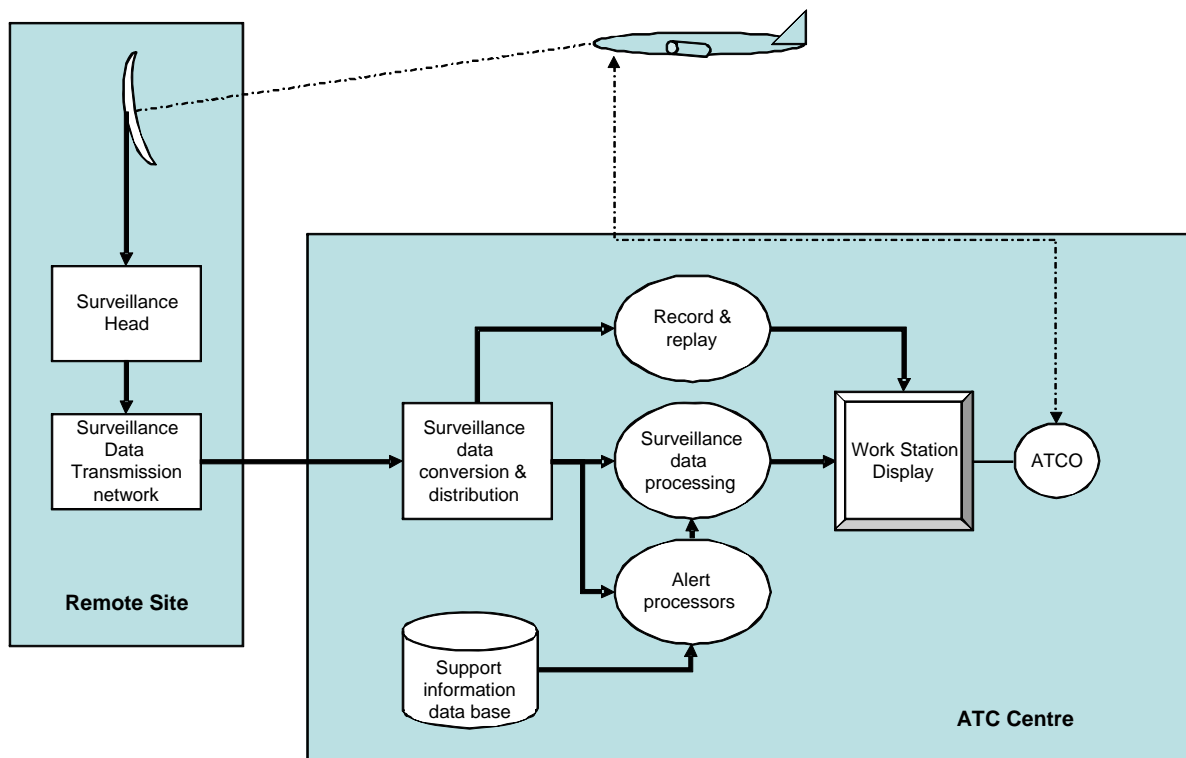 Surveillance
Head
Surveillance
Data
Transmission
network
Remote Site
Surveillance
data
conversion &
distribution
Record &
replay
Surveillance
data
processing
Alert
processors
Support
information
data base
Work Station
Display
ATCO
ATC Centre